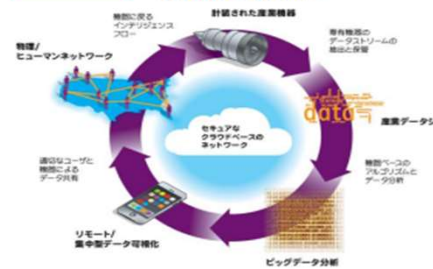 計装された産業機器
機器に戻る
インテリジェンス
フロー
専有機器の
データストリームの
抽出と保管
物理/
ヒューマンネットワーク
data
産業データシ
セキュアな
クラウドベースの
ネットワーク
機器ベースの
アルゴリズムと
データ分析
適切なユーザと
機器による
データ共有
リモート/
集中型データ可視化
ビッグデータ分析